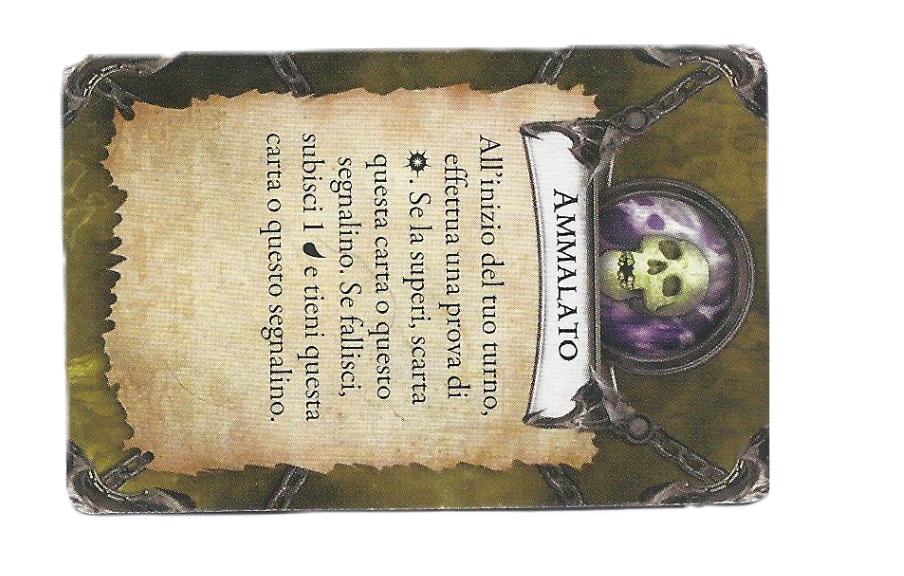 AMMALATO
All'inizio del tuo turno,
effettua una prova di
. Se la superi, scarta
questa carta o questo
segnalino. Se fallisci,
subisci 1 e tieni questa
carta o questo segnalino.